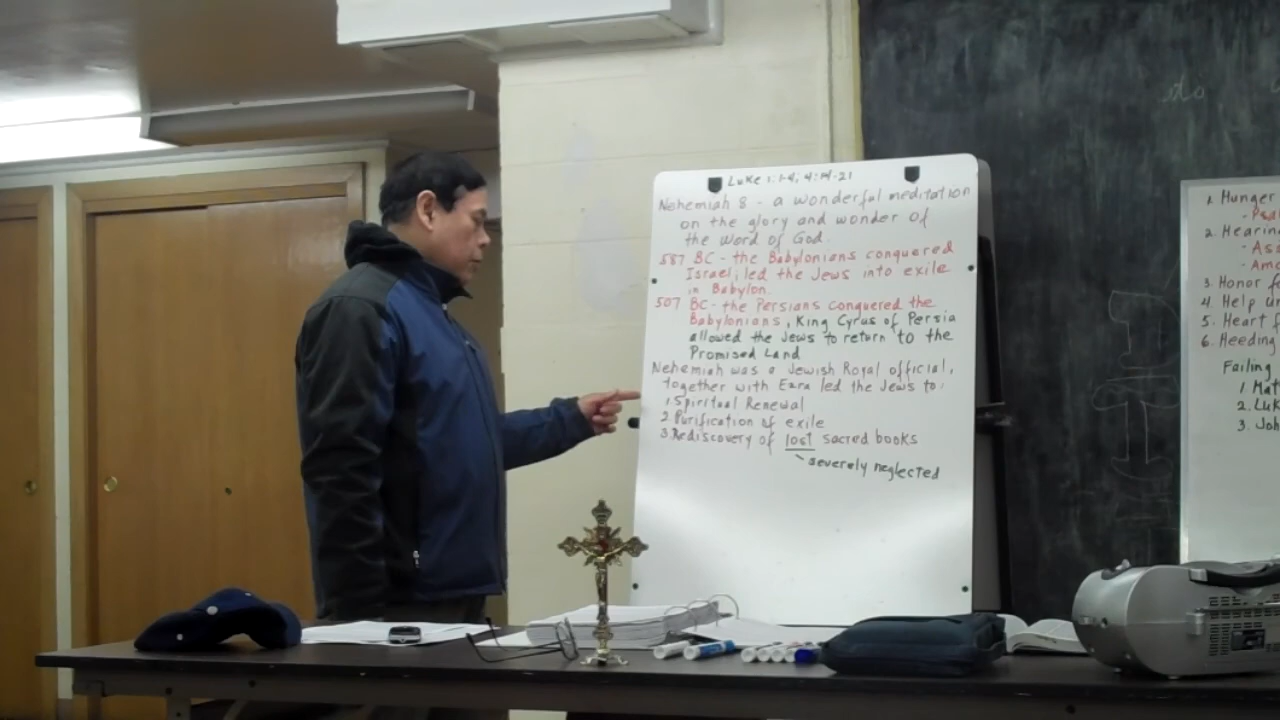 Luke 1:1-4; 4:14-21
Nehemiah 8 - a wonderful meditation
on the glory and wonder of
the Word of God.
587 BC - the Babylonians conquered
Israel; led the Jews into exile
in Babylon.
507 BC - the Persians conquered the
Babylonians, King Cyrus of Persia
allowed the Jews to return to the
Promised Land
Nehemiah was a Jewish Royal official,
together with Ezra led the Jews to:
1. Spiritual Renewal
2. Purification of exile
3. Rediscovery of lost sacred books
severely neglected
do
1. Hunger
2. Hearin
3. Honor f
4. Help u
5. Heart f
6. Heeding
Failing
1. Mat
2. Luk
3. Joh